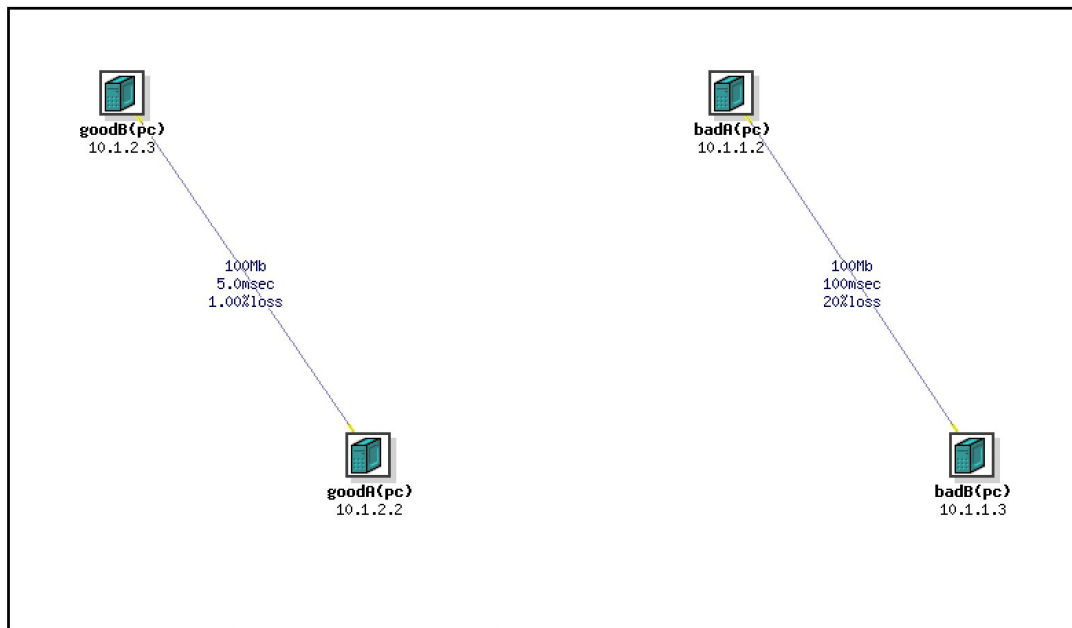 goodB(pc)
10.1.2.3
badA(pc)
10.1.1.2
100Mb
5.0msec
1.00%loss
100Mb
100msec
20%loss
goodA(pc)
10.1.2.2
badB(pc)
10.1.1.3